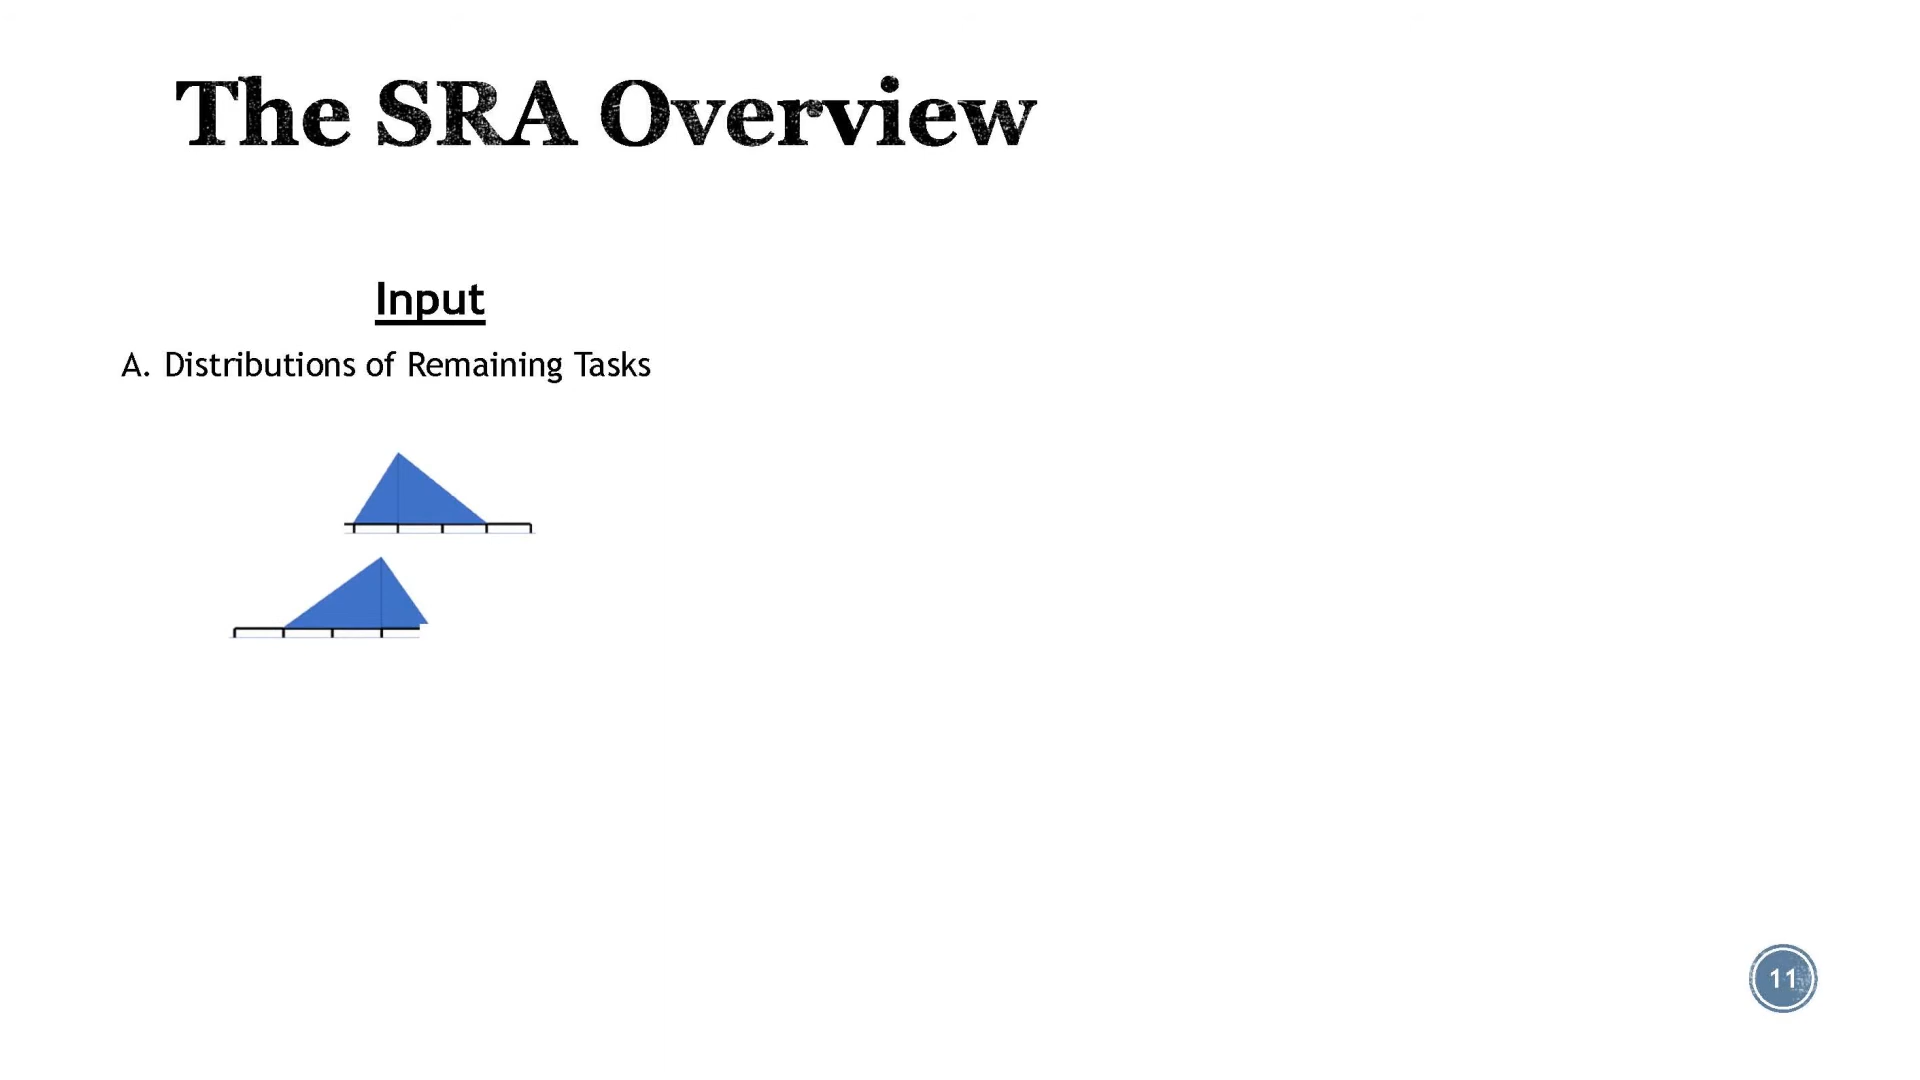 The SRA Overview
Input
A. Distributions of Remaining Tasks
11